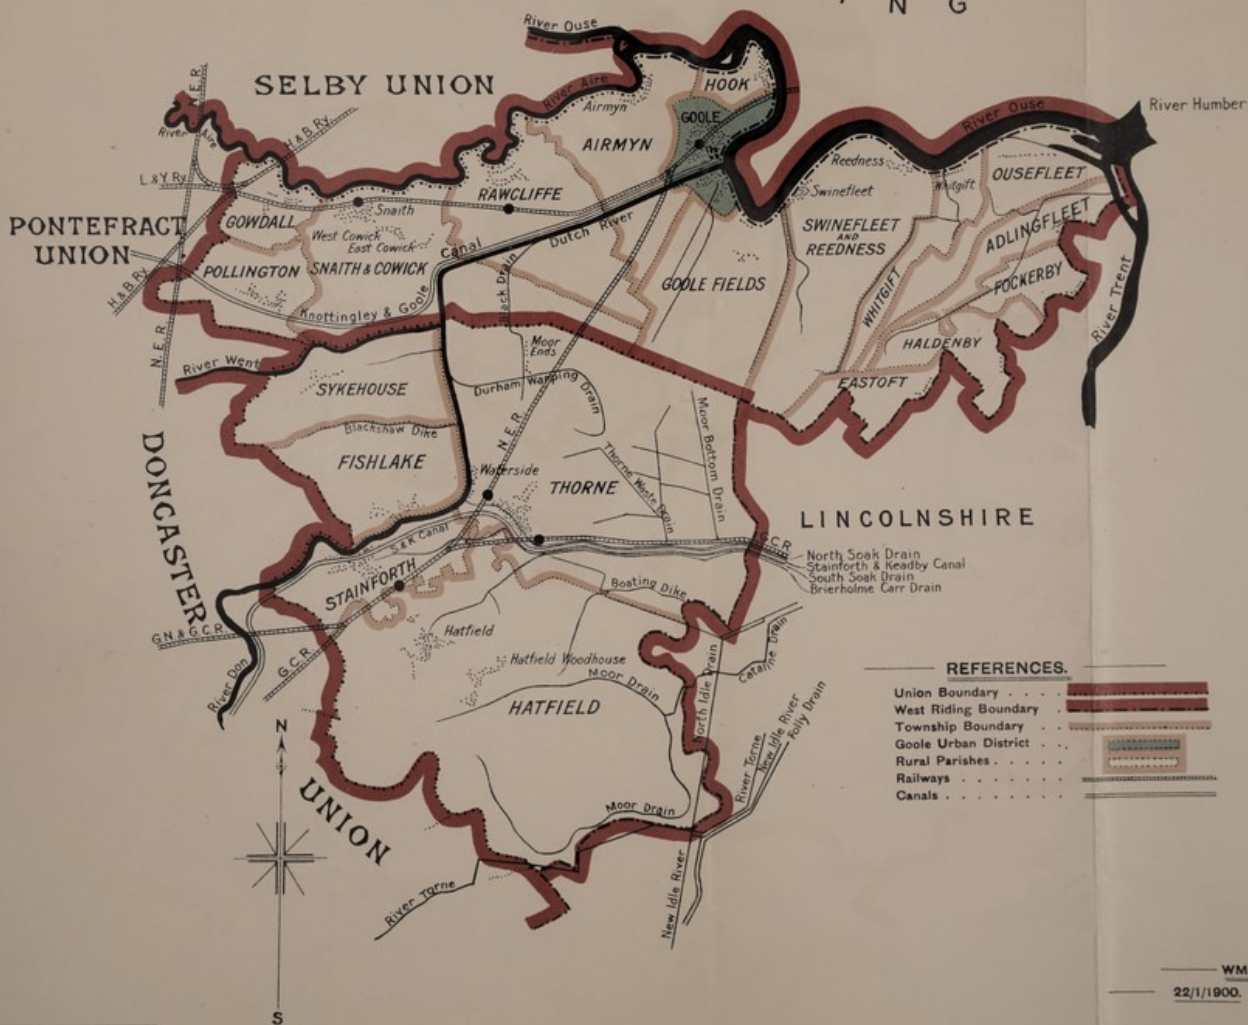 N G
River Ouse
SELBY UNION
N.E.R.
River Aire
H & B Ry
L & Y Ry
PONTEFRACT
UNION
H & B Ry
N.E.R.
River Aire
Airmyn
AIRMYN
HOOK
GOOLE
River Ouse
River Humber
GOWDALL
Snaith
RAWCLIFFE
West Cowick
East Cowick
POLLINGTON
SNAITH & COWICK
Canal
Dutch River
Knottingley & Goole
Black Drain
GOOLE FIELDS
Reedness
Swinefleet
Whitgift
OUSEFLEET
SWINEFLEET
AND
REEDNESS
ADLINGFLEET
WHITGIFT
FOCKERBY
HALDENBY
EASTOFT
River Trent
River Went
SYKEHOUSE
Moor
Ends
Durham Warping Drain
N.E.R.
Blackshaw Dike
FISHLAKE
Waterside
THORNE
Thorne Waste Drain
Moor Bottom Drain
DONCASTER
UNION
LINCOLNSHIRE
S & K Canal
G.C.R.
North Soak Drain
Stainforth & Keadby Canal
South Soak Drain
Brierholme Carr Drain
STAINFORTH
Boating Dike
G.N. & G.C.R.
G.C.R.
River Don
Hatfield
Hatfield Woodhouse
Moor Drain
HATFIELD
North Idle Drain
River Torne
New Idle River
Folly Drain
Moor Drain
River Torne
New Idle River
N
S
REFERENCES.
Union Boundary . . . . .
West Riding Boundary .
Township Boundary . . . .
Goole Urban District . . .
Rural Parishes . . . . .
Railways . . . . . . .
Canals . . . . . . . .
WM
22/1/1900.